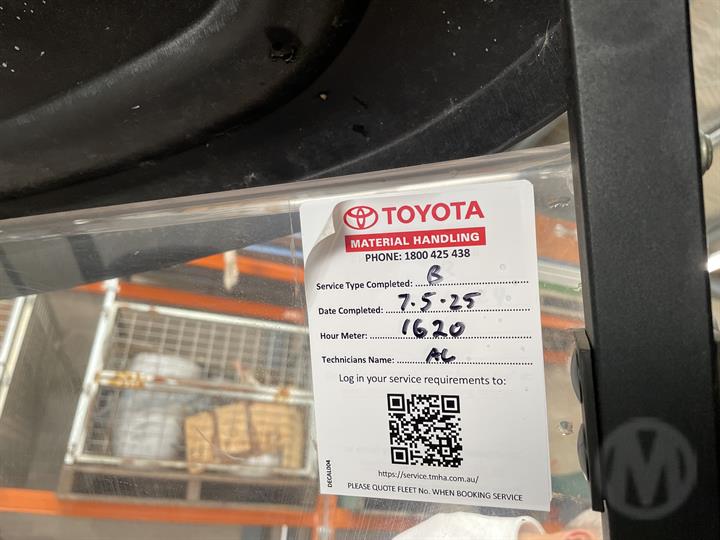 TOYOTA
MATERIAL HANDLING
PHONE: 1800 425 438
Service Type Completed: B
Date Completed: 7.5.25
Hour Meter: 1620
Technicians Name: AL
Log in your service requirements to:
https://service.tmha.com.au/
PLEASE QUOTE FLEET No. WHEN BOOKING SERVICE
DECAL004
M